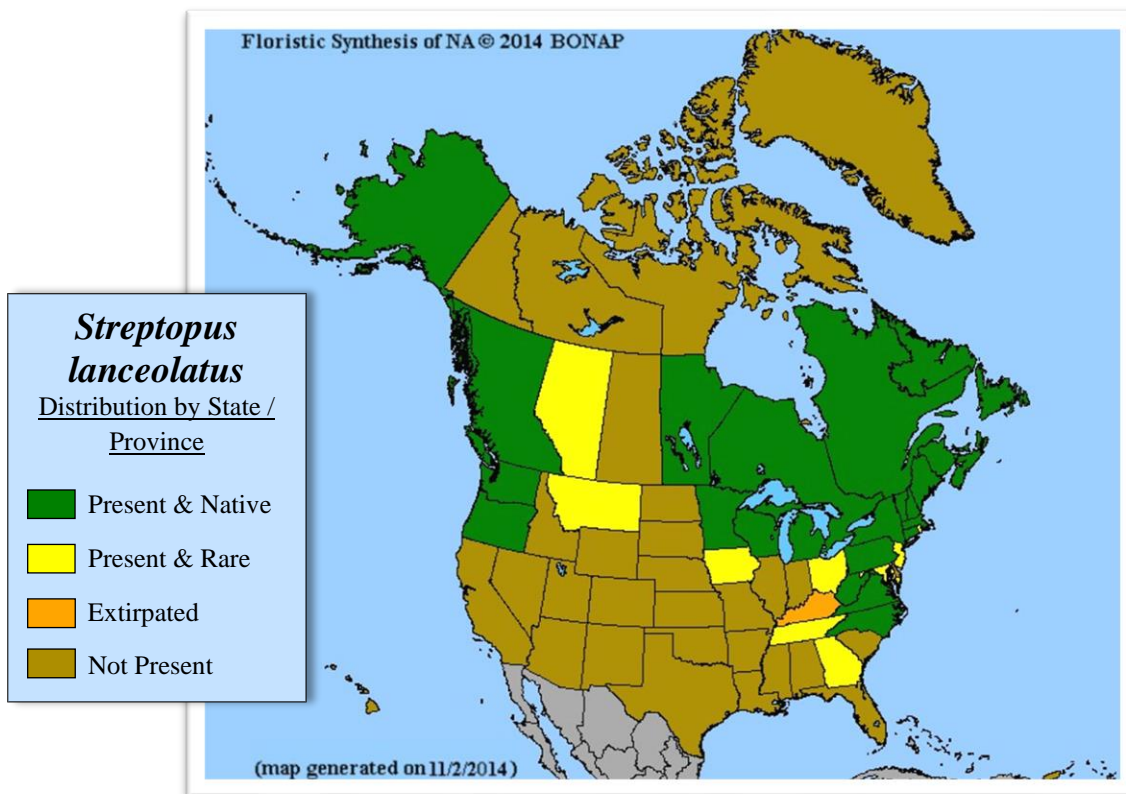 Floristic Synthesis of NA © 2014 BONAP
Streptopus
lanceolatus
Distribution by State /
Province
Present & Native
Present & Rare
Extirpated
Not Present
(map generated on 11/2/2014)